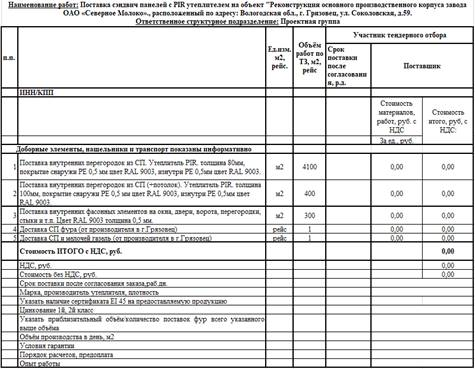 Наименование работ: Поставка сэндвич панелей с PIR утеплителем на объект "Реконструкция основного производственного корпуса завода
ОАО «Северное Молоко»., расположенный по адресу: Вологодская обл., г. Грязовец, ул. Соколовская, д.59.
Ответственное структурное подразделение: Проектная группа
п.п.
Ед.изм. м2, рейс.
Объём работ по ТЗ, м2, рейс.
Участник тендерного отбора
Срок поставки после согласования, р.д.
Поставщик
ИНН/КПП
Стоимость материалов, работ, руб. с НДС
Стоимость итого, руб, с НДС:
За ед., руб.
Доборные элементы, нащельники и транспорт показаны информативно
1 Поставка внутренних перегородок из СП. Утеплитель PIR. толщина 80мм, покрытие снаружи PE 0,5 мм цвет RAL 9003, изнутри PE 0,5мм цвет RAL 9003. м2 4100 0,00 0,00
2 Поставка внутренних перегородок из СП (+потолок). Утеплитель PIR. толщина 100мм, покрытие снаружи PE 0,5 мм цвет RAL 9003, изнутри PE 0,5мм цвет RAL 9003. м2 400 0,00 0,00
3 Поставка внутренних фасонных элементов на окна, двери, ворота, перегородки, стыки и т.п. Цвет RAL 9003 толщина 0,5 мм. м2 300 0,00 0,00
4 Доставка СП фура (от производителя в г.Грязовец) рейс 1 0,00 0,00
5 Доставка СП и мелочей газель (от производителя в г.Грязовец) рейс 1 0,00 0,00
Стоимость ИТОГО с НДС, руб. 0,00
НДС, руб. 0,00
Стоимость без НДС, руб. 0,00
Срок поставки после согласования заказа,раб.дн.
Марка, производитель утеплителя, плотность
Указать наличие сертификата EI 45 на предоставляемую продукцию
Цинкование 1й, 2й класс
Указать приблизительный объём/количество поставок фур всего указанного выше объёма
Объём производства в день, м2
Условия гарантии
Порядок расчетов, предоплата
Опыт работы